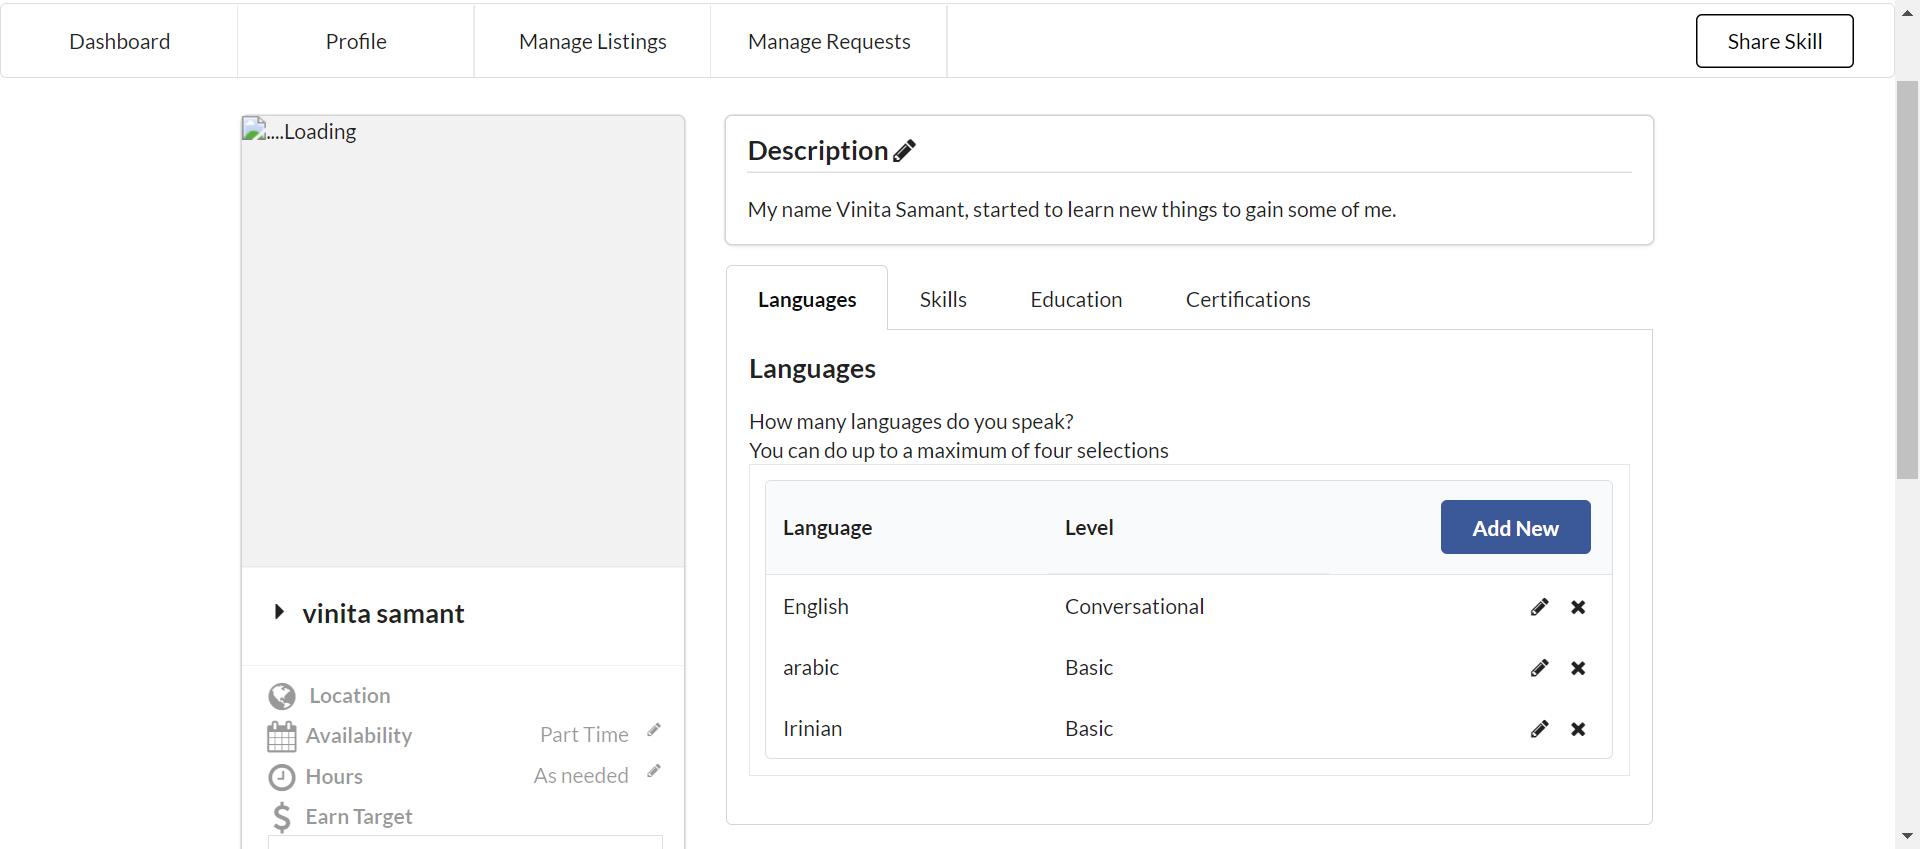 Dashboard
Profile
Manage Listings
Manage Requests
Share Skill
....Loading
vinita samant
Location
Availability Part Time
Hours As needed
Earn Target
Description
My name Vinita Samant, started to learn new things to gain some of me.
Languages Skills Education Certifications
Languages
How many languages do you speak?
You can do up to a maximum of four selections
Language Level Add New
English Conversational
arabic Basic
Irinian Basic